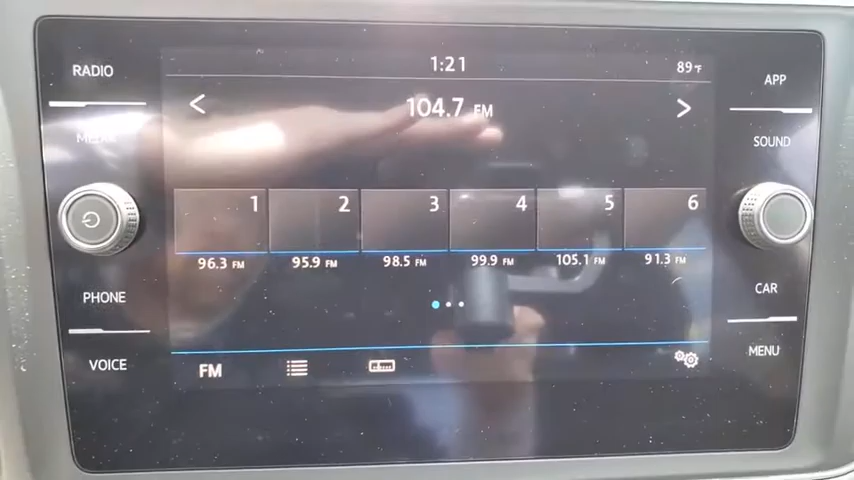 1:21
89°F
RADIO
APP
104.7 FM
MEDIA
SOUND
1 2 3 4 5 6
96.3 FM 95.9 FM 98.5 FM 99.9 FM 105.1 FM 91.3 FM
PHONE
CAR
VOICE
FM
MENU